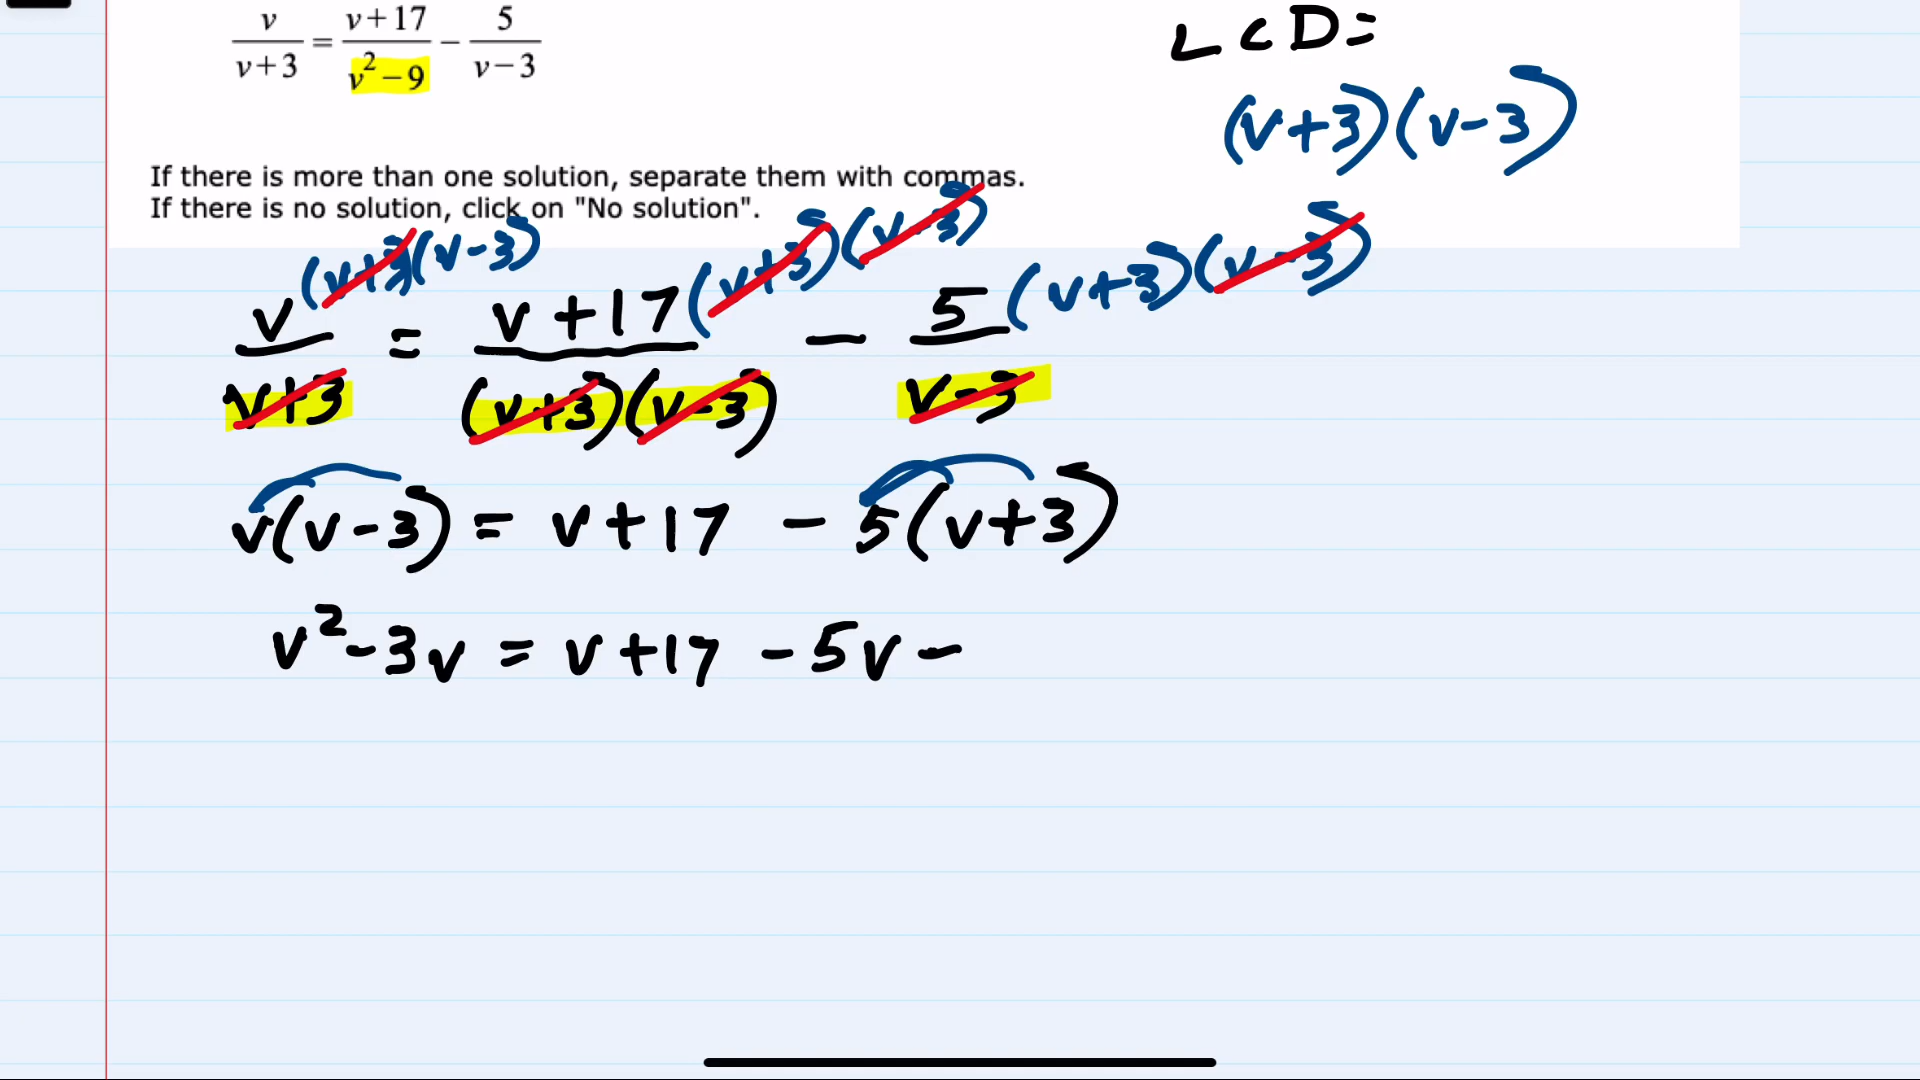 v/(v+3) = (v+17)/(v²−9) − 5/(v−3)
LCD=
(v+3)(v−3)
If there is more than one solution, separate them with commas.
If there is no solution, click on "No solution".
v(v+3)(v−3)/(v+3) = v+17(v+3)(v−3)/((v+3)(v−3)) − 5(v+3)(v−3)/(v−3)
v(v−3) = v+17 − 5(v+3)
v²−3v = v+17 −5v −